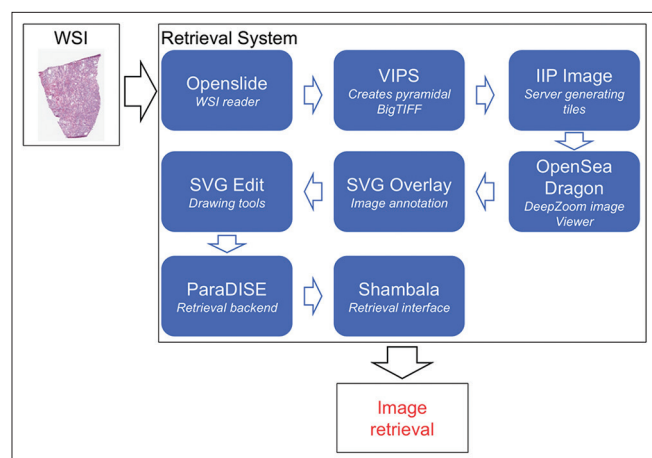 WSI
Retrieval System
Openslide
WSI reader
VIPS
Creates pyramidal
BigTIFF
IIP Image
Server generating
tiles
SVG Edit
Drawing tools
SVG Overlay
Image annotation
OpenSea
Dragon
DeepZoom image
Viewer
ParaDISE
Retrieval backend
Shambala
Retrieval interface
Image
retrieval